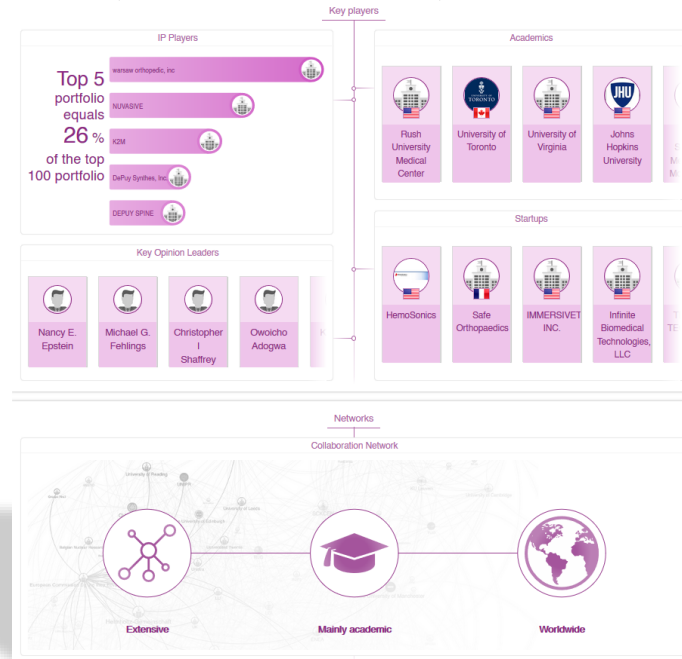 Key players
IP Players
Top 5
portfolio
equals
26 %
of the top
100 portfolio
warsaw orthopedic, inc
NUVASIVE
K2M
DePuy Synthes, Inc.
DEPUY SPINE
Academics
Rush
University
Medical
Center
UNIVERSITY OF
TORONTO
University of
Toronto
University of
Virginia
JHU
Johns
Hopkins
University
Key Opinion Leaders
Nancy E.
Epstein
Michael G.
Fehlings
Christopher
I
Shaffrey
Owoicho
Adogwa
Startups
HemoSonics
Safe
Orthopaedics
IMMERSIVET
INC.
Infinite
Biomedical
Technologies,
LLC
Networks
Collaboration Network
University of Reading
University of Leeds
Extensive
Mainly academic
Worldwide